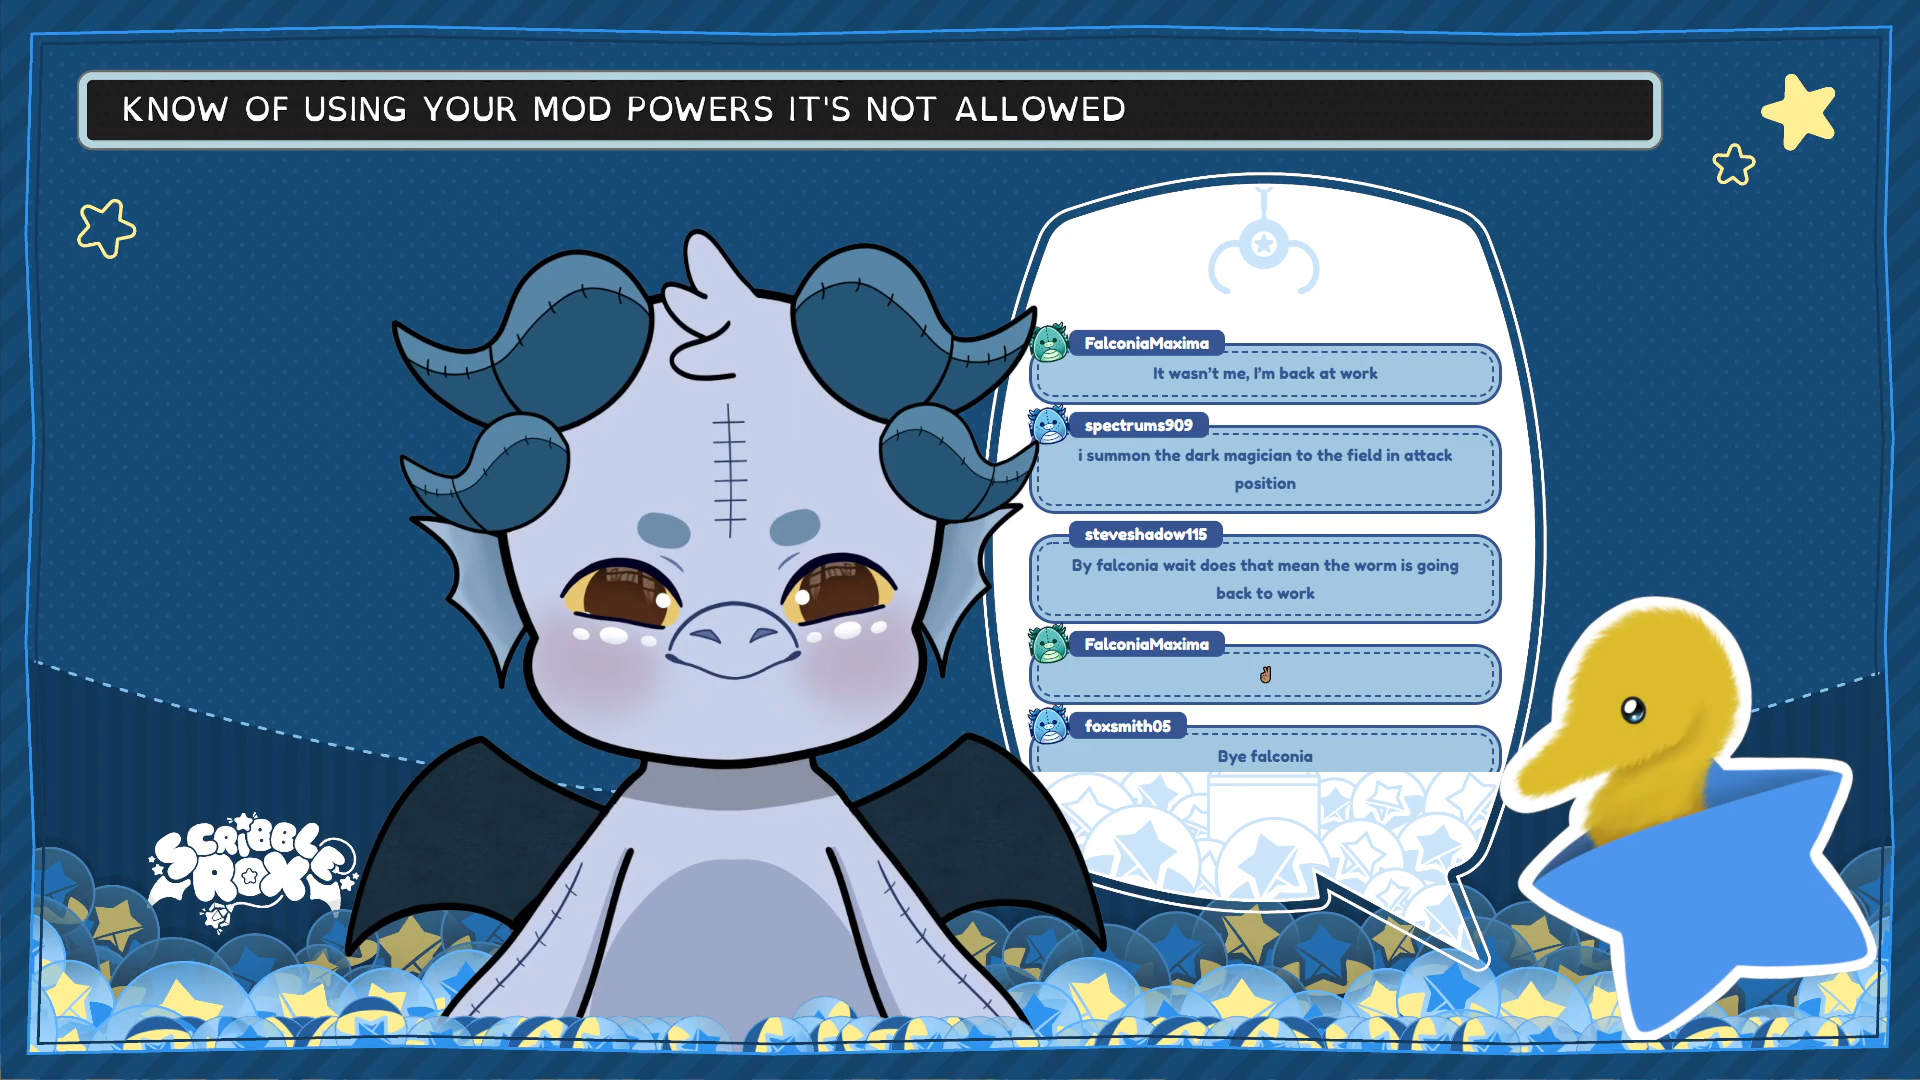 KNOW OF USING YOUR MOD POWERS IT'S NOT ALLOWED
FalconiaMaxima
It wasn't me, I'm back at work
spectrums909
i summon the dark magician to the field in attack
position
steveshadow115
By falconia wait does that mean the worm is going
back to work
FalconiaMaxima
✌🏽
foxsmith05
Bye falconia
SCRIBBLE
ROX